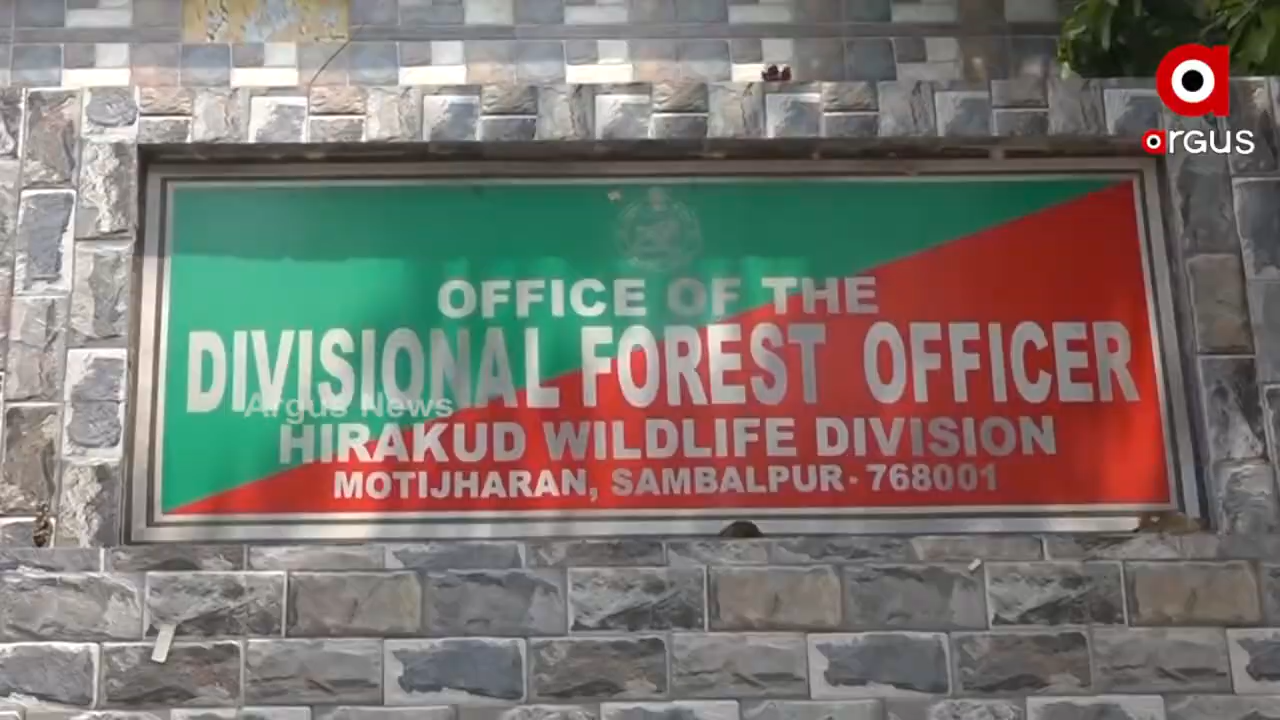 argus
OFFICE OF THE
DIVISIONAL FOREST OFFICER
Argus News
HIRAKUD WILDLIFE DIVISION
MOTIJHARAN, SAMBALPUR- 768001